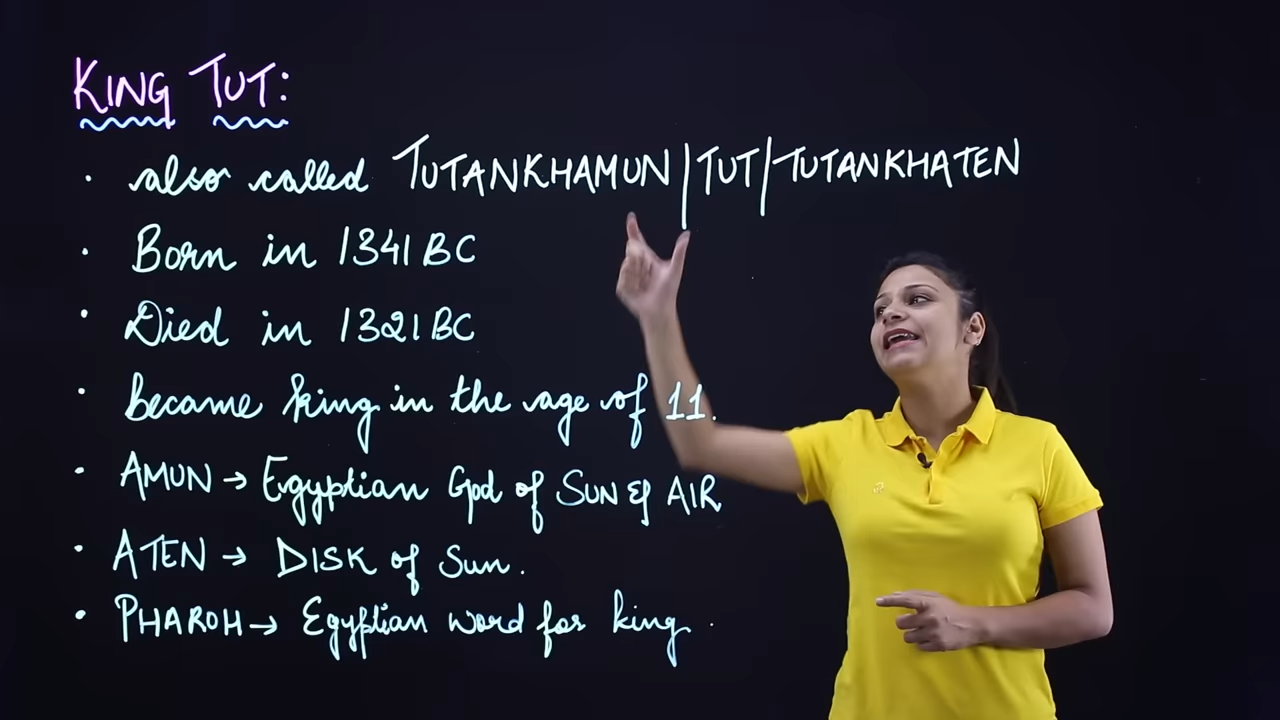 KING TUT:
· also called TUTANKHAMUN/TUT/TUTANKHATEN
· Born in 1341 BC
· Died in 1321 BC
· became king in the age of 11.
· AMUN → Egyptian God of SUN & AIR
· ATEN → DISK of Sun.
· PHAROH → Egyptian word for king.